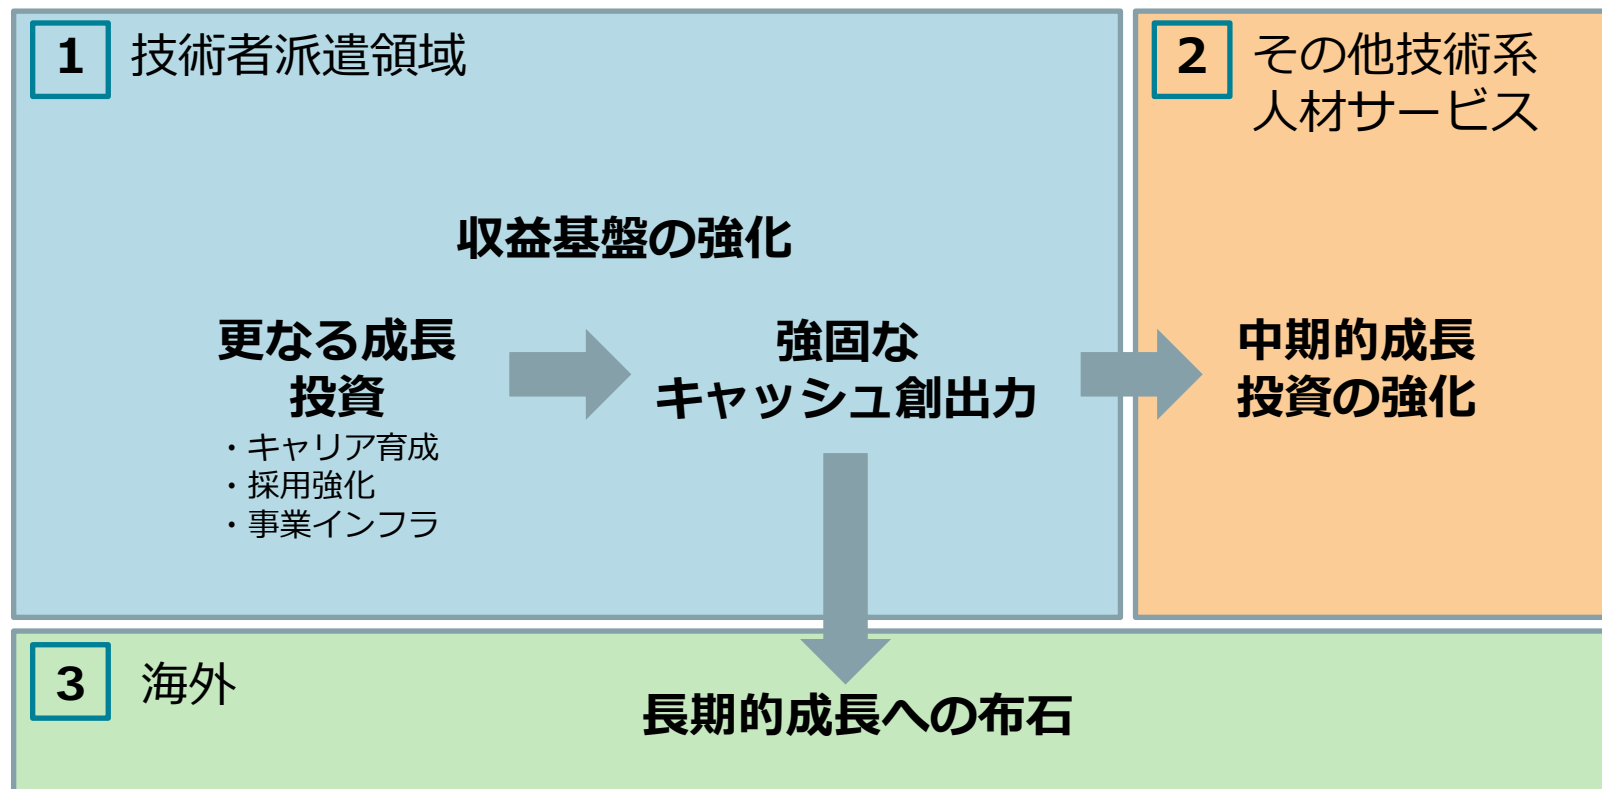 1 技術者派遣領域
収益基盤の強化
更なる成長
投資
・キャリア育成
・採用強化
・事業インフラ
強固な
キャッシュ創出力
2 その他技術系
人材サービス
中期的成長
投資の強化
3 海外
長期的成長への布石